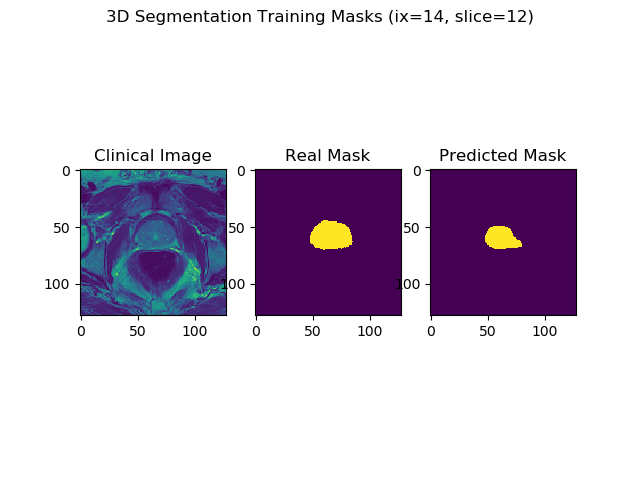 3D Segmentation Training Masks (ix=14, slice=12)
Clinical Image Real Mask Predicted Mask
0 0 0
50 50 50
100 100 100
0 50 100 0 50 100 0 50 100